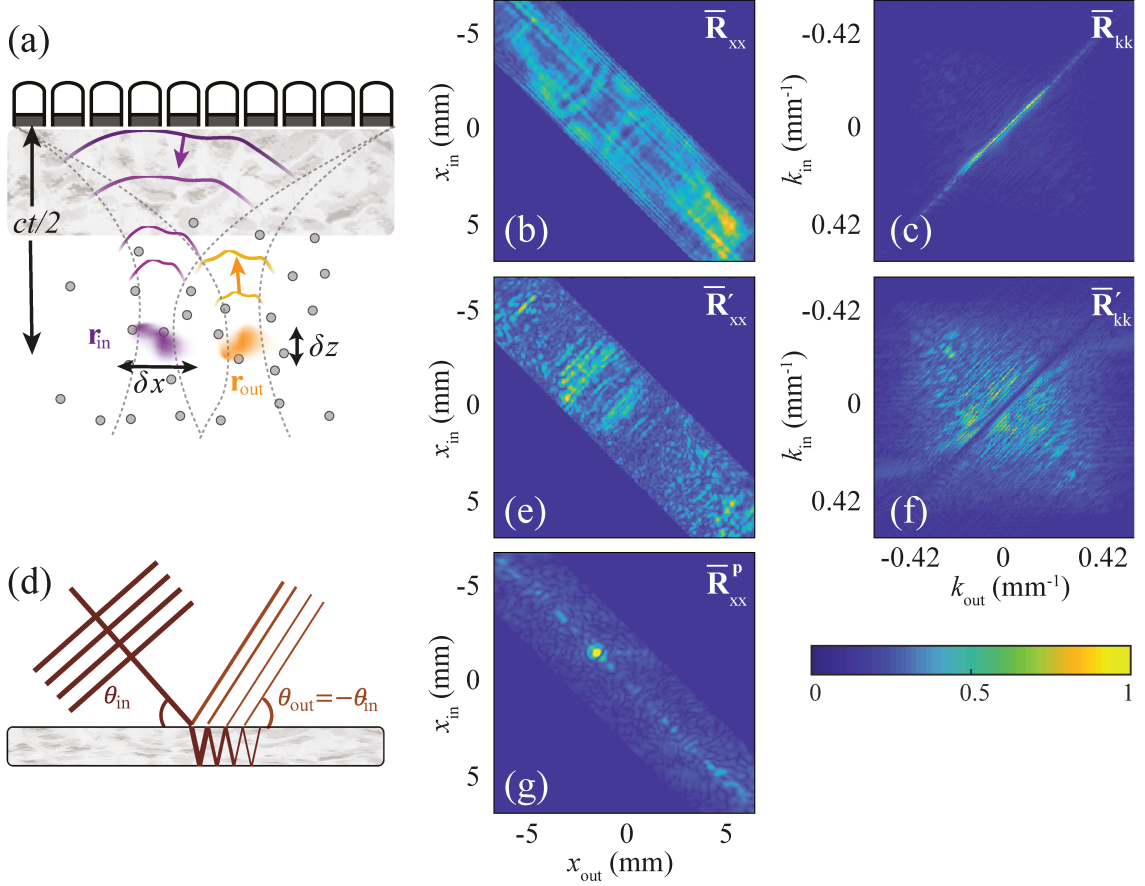 (a)
ct/2
r_in
δx
r_out
δz
-5
0
5
x_in (mm)
R̅_xx
(b)
-0.42
0
0.42
k_in (mm⁻¹)
R̅_kk
(c)
(d)
θ_in
θ_out=−θ_in
-5
0
5
x_in (mm)
R̅′_xx
(e)
-0.42
0
0.42
k_in (mm⁻¹)
R̅′_kk
(f)
-0.42 0 0.42
k_out (mm⁻¹)
-5
0
5
x_in (mm)
R̅^p_xx
(g)
-5 0 5
x_out (mm)
0 0.5 1